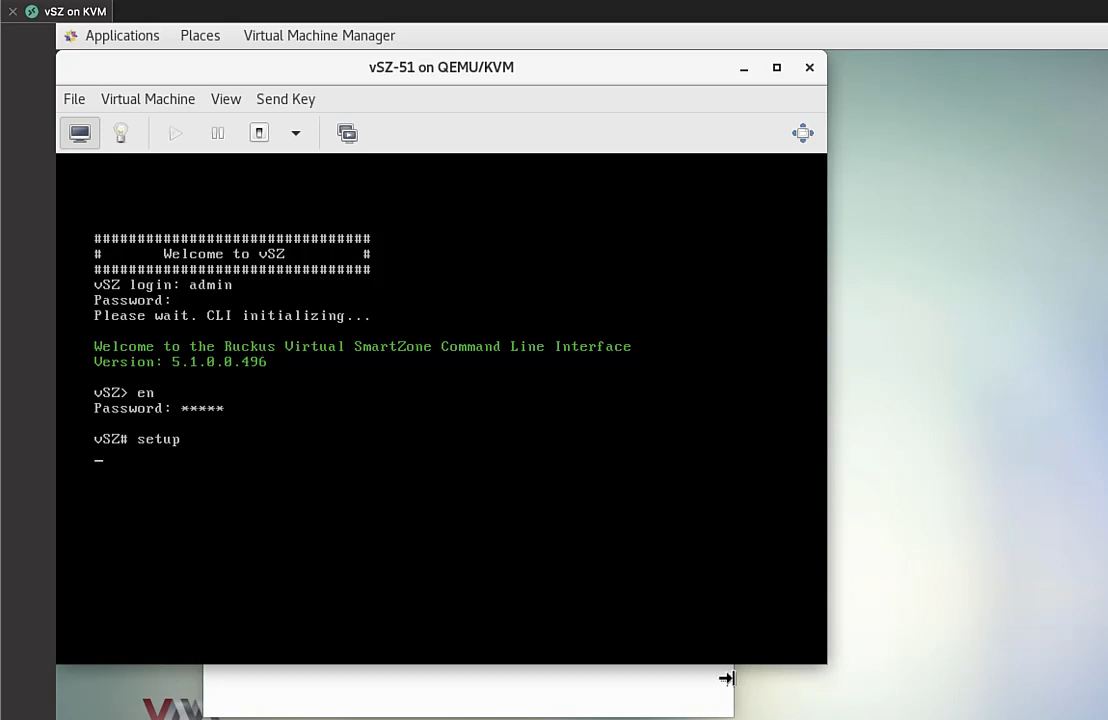 vSZ on KVM
Applications Places Virtual Machine Manager
vSZ-51 on QEMU/KVM
File Virtual Machine View Send Key
################################
# Welcome to vSZ #
################################
vSZ login: admin
Password:
Please wait. CLI initializing...
Welcome to the Ruckus Virtual SmartZone Command Line Interface
Version: 5.1.0.0.496
vSZ> en
Password: *****
vSZ# setup
_